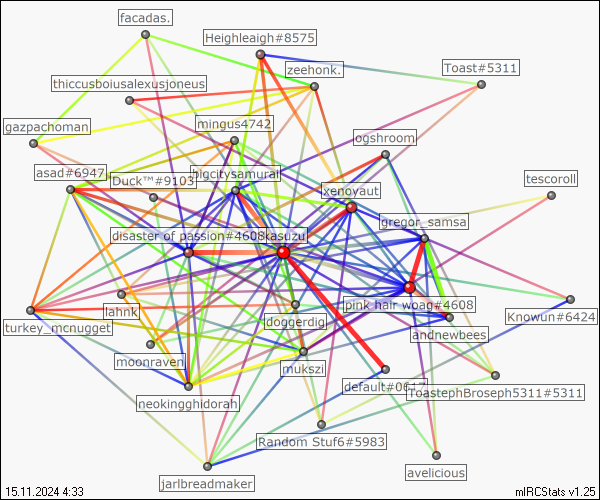 facadas.
Heighleaigh#8575
Toast#5311
zeehonk.
thiccusboiusalexusjoneus
gazpachoman
mingus4742
ogshroom
asad#6947
Duck™#9103
bigcitysamurai
xenoyaut
tescoroll
gregor_samsa
disaster of passion#4608
kasuzu
pink hair woag#4608
lahnk
doggerdig
Knowun#6424
turkey_mcnugget
andnewbees
moonraven
mukszi
default#0617
ToastephBroseph5311#5311
neokingghidorah
Random Stuf6#5983
avelicious
jarlbreadmaker
15.11.2024 4:33
mIRCStats v1.25